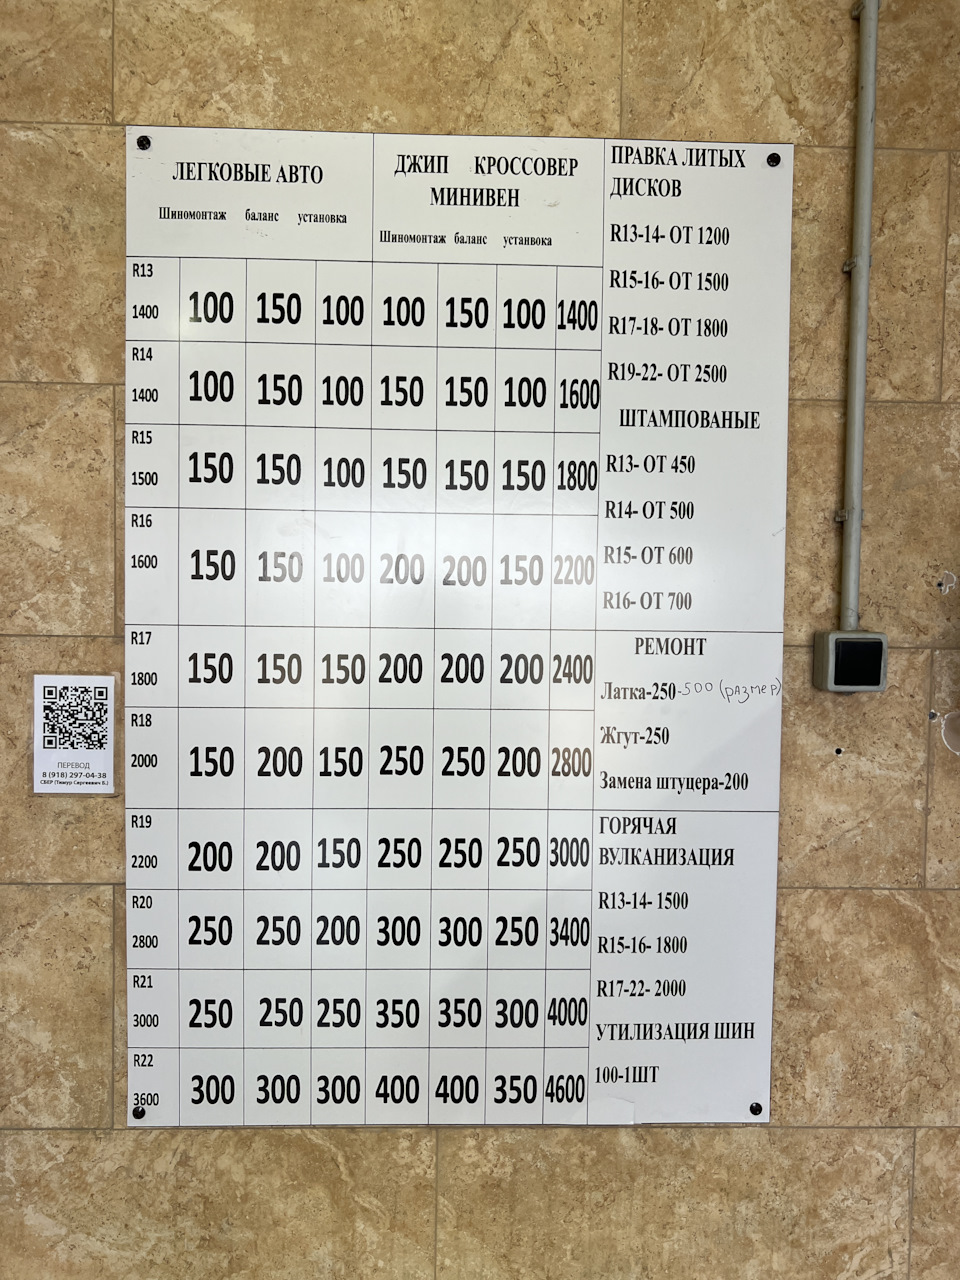 ЛЕГКОВЫЕ АВТО
Шиномонтаж баланс установка
ДЖИП КРОССОВЕР
МИНИВЕН
Шиномонтаж баланс устанвока
R13
1400 100 150 100 100 150 100 1400
R14
1400 100 150 100 150 150 100 1600
R15
1500 150 150 100 150 150 150 1800
R16
1600 150 150 100 200 200 150 2200
R17
1800 150 150 150 200 200 200 2400
R18
2000 150 200 150 250 250 200 2800
R19
2200 200 200 150 250 250 250 3000
R20
2800 250 250 200 300 300 250 3400
R21
3000 250 250 250 350 350 300 4000
R22
3600 300 300 300 400 400 350 4600
ПРАВКА ЛИТЫХ
ДИСКОВ
R13-14- ОТ 1200
R15-16- ОТ 1500
R17-18- ОТ 1800
R19-22- ОТ 2500
ШТАМПОВАНЫЕ
R13- ОТ 450
R14- ОТ 500
R15- ОТ 600
R16- ОТ 700
РЕМОНТ
Латка-250-500 (размер)
Жгут-250
Замена штуцера-200
ГОРЯЧАЯ
ВУЛКАНИЗАЦИЯ
R13-14- 1500
R15-16- 1800
R17-22- 2000
УТИЛИЗАЦИЯ ШИН
100-1ШТ
ПЕРЕВОД
8 (918) 297-04-38
СБЕР (Тимур Сергеевич Б.)